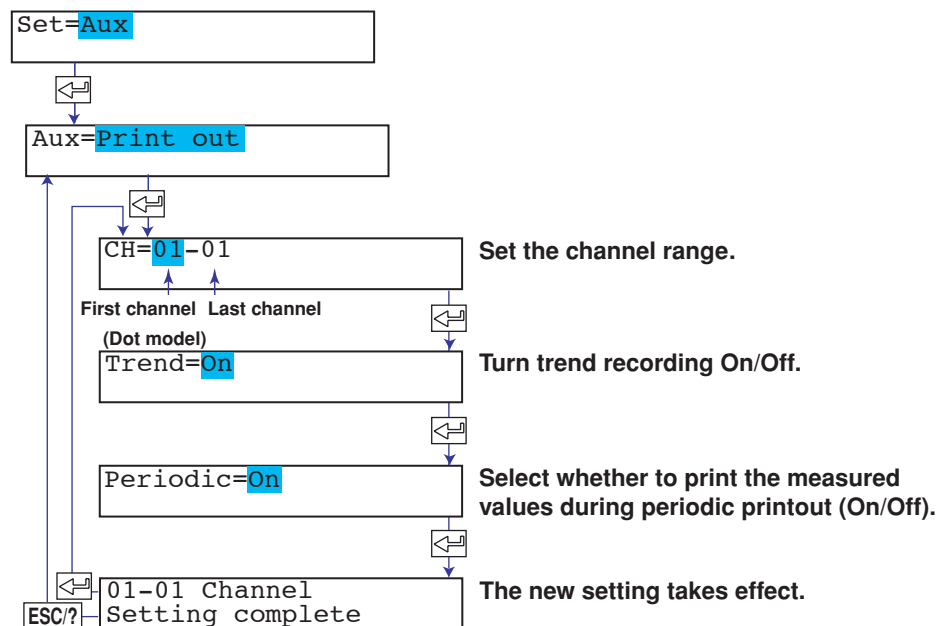 Set=Aux
Aux=Print out
CH=01-01
Set the channel range.
First channel Last channel
(Dot model)
Trend=On
Turn trend recording On/Off.
Periodic=On
Select whether to print the measured
values during periodic printout (On/Off).
01-01 Channel
Setting complete
The new setting takes effect.
ESC/?